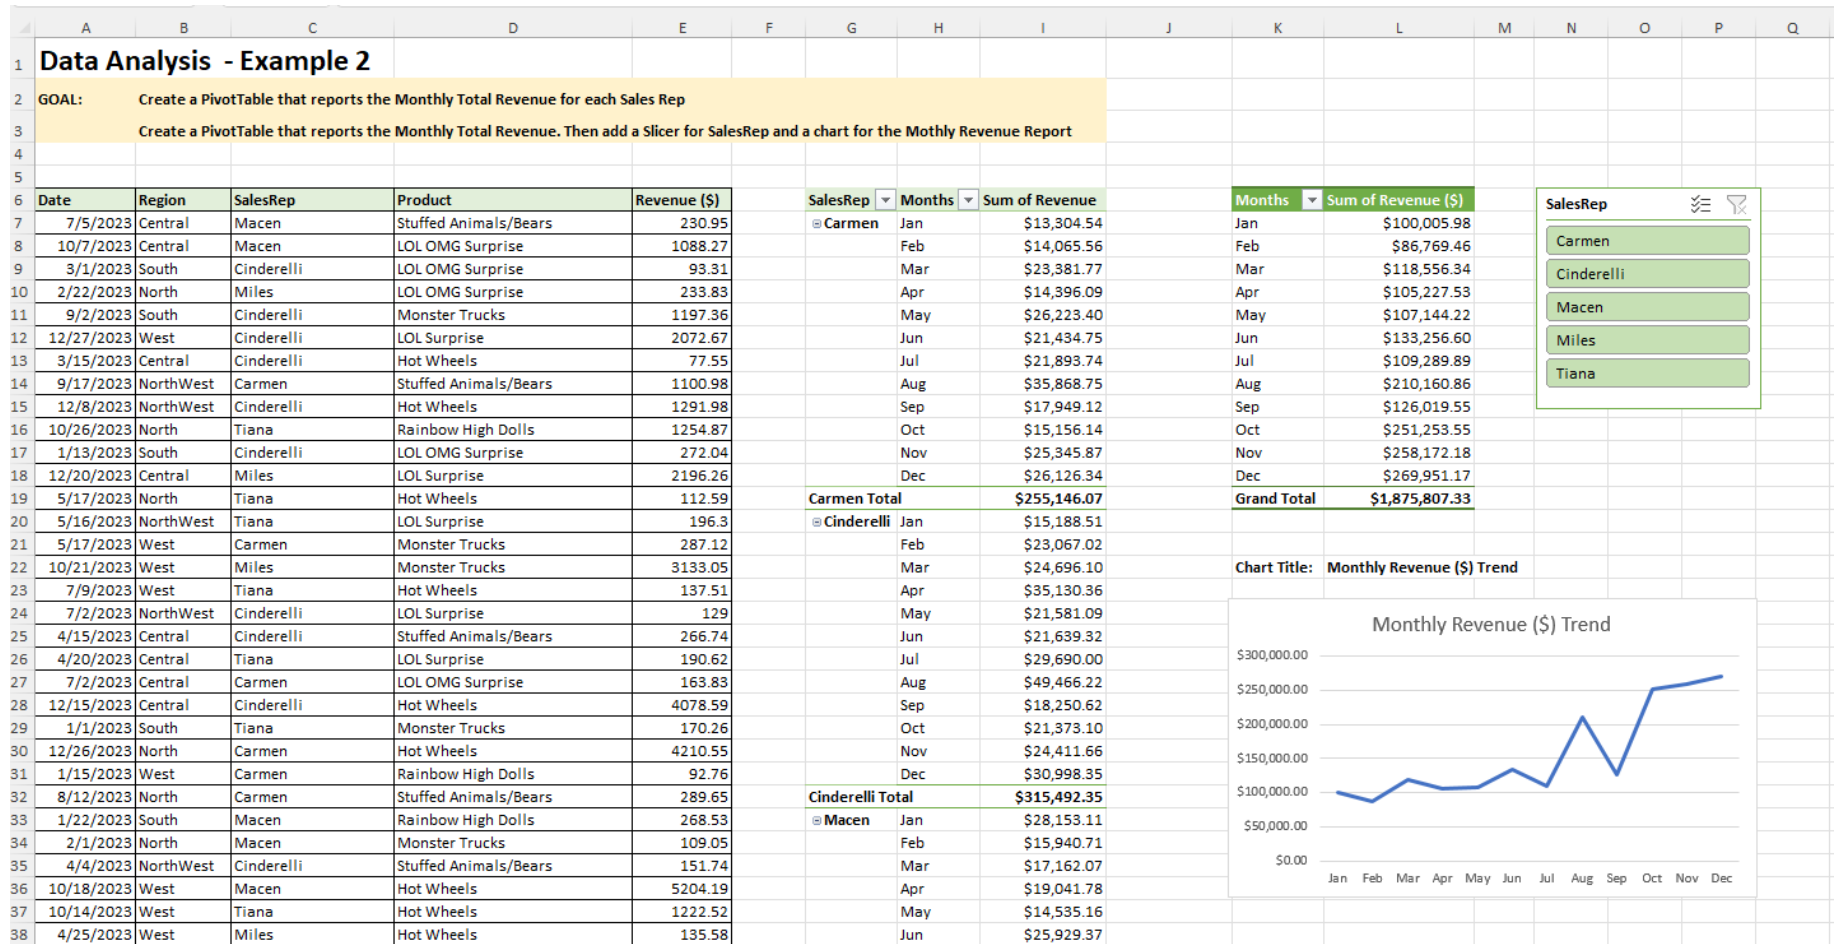 A B C D E F G H I J K L M N O P Q
1 Data Analysis  - Example 2
2 GOAL: Create a PivotTable that reports the Monthly Total Revenue for each Sales Rep
3 Create a PivotTable that reports the Monthly Total Revenue. Then add a Slicer for SalesRep and a chart for the Mothly Revenue Report
4
5
6 Date Region SalesRep Product Revenue ($) SalesRep Months Sum of Revenue Months Sum of Revenue ($) SalesRep
7 7/5/2023 Central Macen Stuffed Animals/Bears 230.95 Carmen Jan $13,304.54 Jan $100,005.98
8 10/7/2023 Central Macen LOL OMG Surprise 1088.27 Feb $14,065.56 Feb $86,769.46 Carmen
9 3/1/2023 South Cinderelli LOL OMG Surprise 93.31 Mar $23,381.77 Mar $118,556.34 Cinderelli
10 2/22/2023 North Miles LOL OMG Surprise 233.83 Apr $14,396.09 Apr $105,227.53
11 9/2/2023 South Cinderelli Monster Trucks 1197.36 May $26,223.40 May $107,144.22 Macen
12 12/27/2023 West Cinderelli LOL Surprise 2072.67 Jun $21,434.75 Jun $133,256.60 Miles
13 3/15/2023 Central Cinderelli Hot Wheels 77.55 Jul $21,893.74 Jul $109,289.89
14 9/17/2023 NorthWest Carmen Stuffed Animals/Bears 1100.98 Aug $35,868.75 Aug $210,160.86 Tiana
15 12/8/2023 NorthWest Cinderelli Hot Wheels 1291.98 Sep $17,949.12 Sep $126,019.55
16 10/26/2023 North Tiana Rainbow High Dolls 1254.87 Oct $15,156.14 Oct $251,253.55
17 1/13/2023 South Cinderelli LOL OMG Surprise 272.04 Nov $25,345.87 Nov $258,172.18
18 12/20/2023 Central Miles LOL Surprise 2196.26 Dec $26,126.34 Dec $269,951.17
19 5/17/2023 North Tiana Hot Wheels 112.59 Carmen Total $255,146.07 Grand Total $1,875,807.33
20 5/16/2023 NorthWest Tiana LOL Surprise 196.3 Cinderelli Jan $15,188.51
21 5/17/2023 West Carmen Monster Trucks 287.12 Feb $23,067.02
22 10/21/2023 West Miles Monster Trucks 3133.05 Mar $24,696.10 Chart Title: Monthly Revenue ($) Trend
23 7/9/2023 West Tiana Hot Wheels 137.51 Apr $35,130.36
24 7/2/2023 NorthWest Cinderelli LOL Surprise 129 May $21,581.09
25 4/15/2023 Central Cinderelli Stuffed Animals/Bears 266.74 Jun $21,639.32
26 4/20/2023 Central Tiana LOL Surprise 190.62 Jul $29,690.00
27 7/2/2023 Central Carmen LOL OMG Surprise 163.83 Aug $49,466.22
28 12/15/2023 Central Cinderelli Hot Wheels 4078.59 Sep $18,250.62
29 1/1/2023 South Tiana Monster Trucks 170.26 Oct $21,373.10
30 12/26/2023 North Carmen Hot Wheels 4210.55 Nov $24,411.66
31 1/15/2023 West Carmen Rainbow High Dolls 92.76 Dec $30,998.35
32 8/12/2023 North Carmen Stuffed Animals/Bears 289.65 Cinderelli Total $315,492.35
33 1/22/2023 South Macen Rainbow High Dolls 268.53 Macen Jan $28,153.11
34 2/1/2023 North Macen Monster Trucks 109.05 Feb $15,940.71
35 4/4/2023 NorthWest Cinderelli Stuffed Animals/Bears 151.74 Mar $17,162.07
36 10/18/2023 West Macen Hot Wheels 5204.19 Apr $19,041.78
37 10/14/2023 West Tiana Hot Wheels 1222.52 May $14,535.16
38 4/25/2023 West Miles Hot Wheels 135.58 Jun $25,929.37
Monthly Revenue ($) Trend
$300,000.00
$250,000.00
$200,000.00
$150,000.00
$100,000.00
$50,000.00
$0.00
Jan Feb Mar Apr May Jun Jul Aug Sep Oct Nov Dec